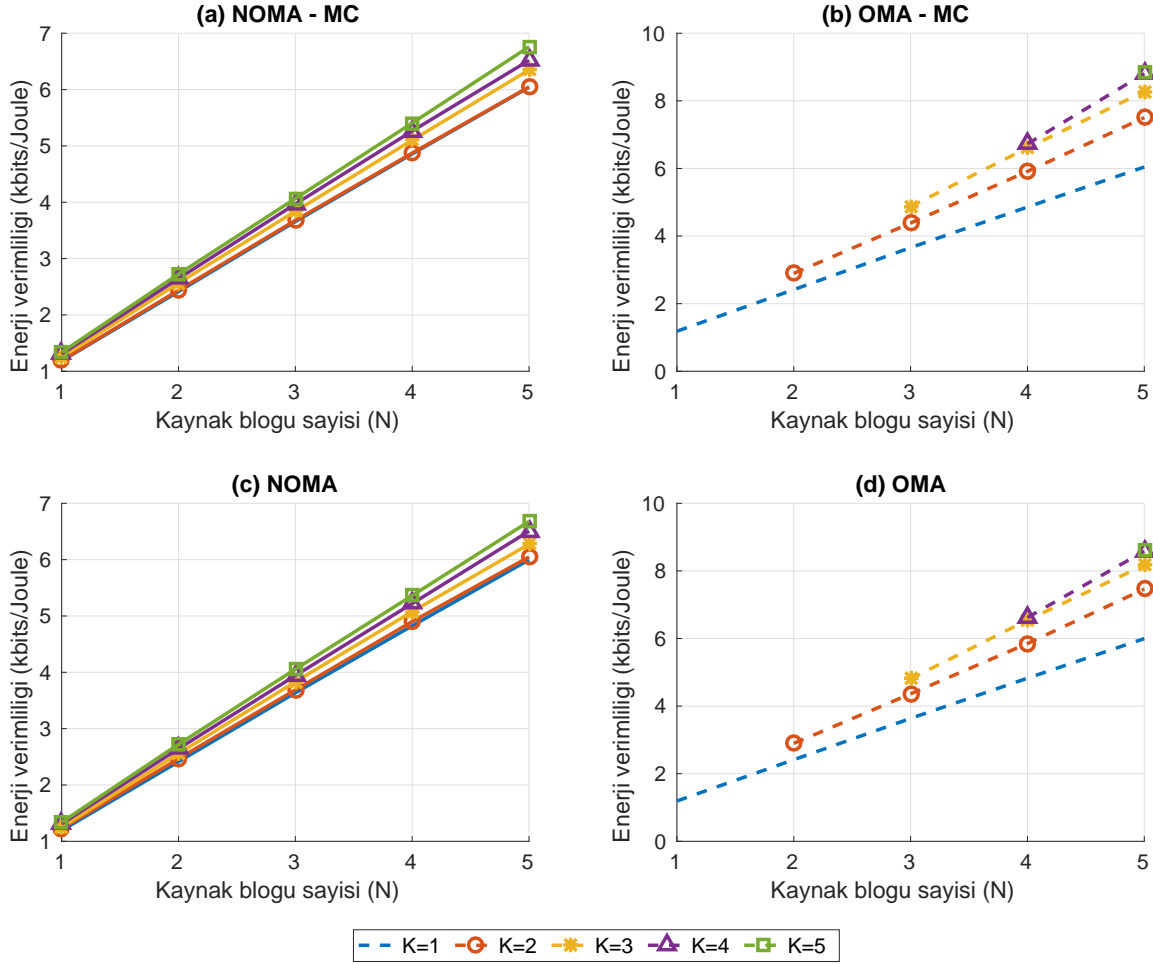 (a) NOMA - MC
Enerji verimliligi (kbits/Joule)
7
6
5
4
3
2
1
1 2 3 4 5
Kaynak blogu sayisi (N)
(b) OMA - MC
Enerji verimliligi (kbits/Joule)
10
8
6
4
2
0
1 2 3 4 5
Kaynak blogu sayisi (N)
(c) NOMA
Enerji verimliligi (kbits/Joule)
7
6
5
4
3
2
1
1 2 3 4 5
Kaynak blogu sayisi (N)
(d) OMA
Enerji verimliligi (kbits/Joule)
10
8
6
4
2
0
1 2 3 4 5
Kaynak blogu sayisi (N)
K=1 K=2 K=3 K=4 K=5